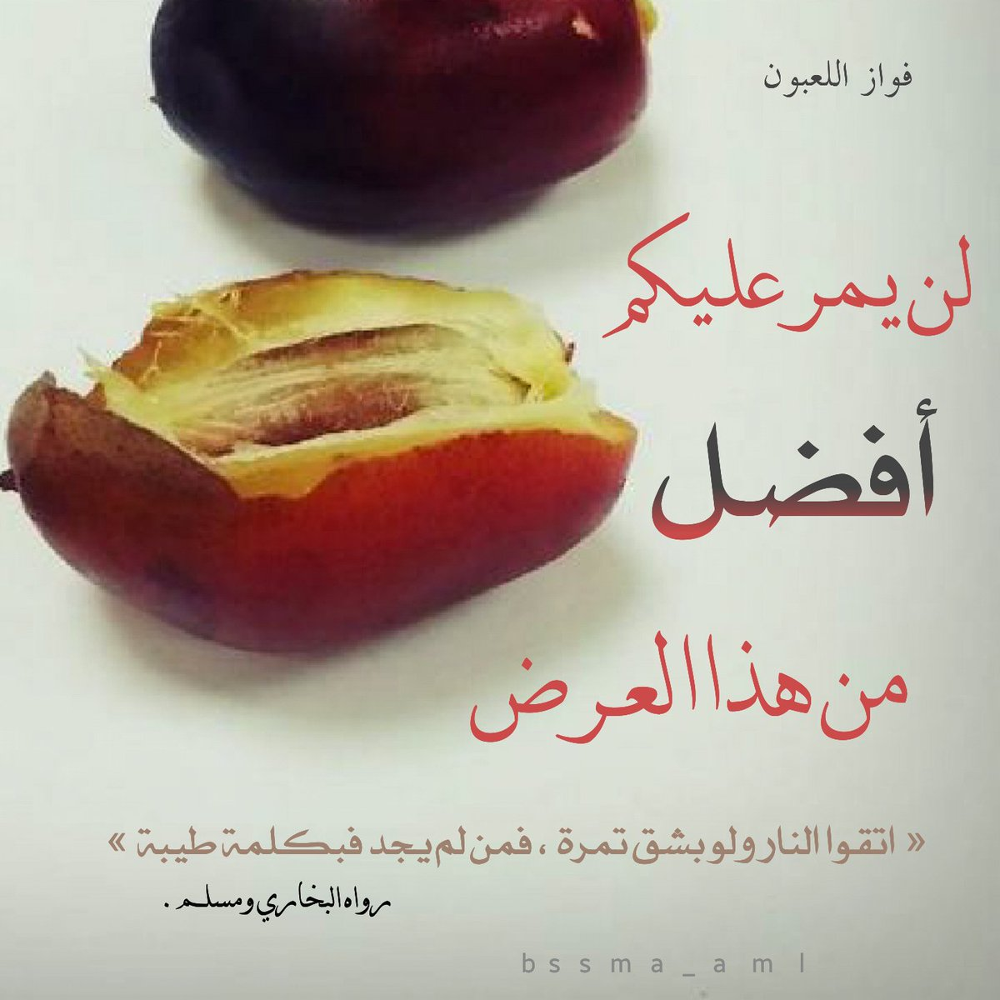 فواز اللعبون
لن يمر عليكم
أفضل
من هذا العرض
« اتقوا النار ولو بشق تمرة ، فمن لم يجد فبكلمة طيبة »
رواه البخاري ومسلم .
bssma_aml